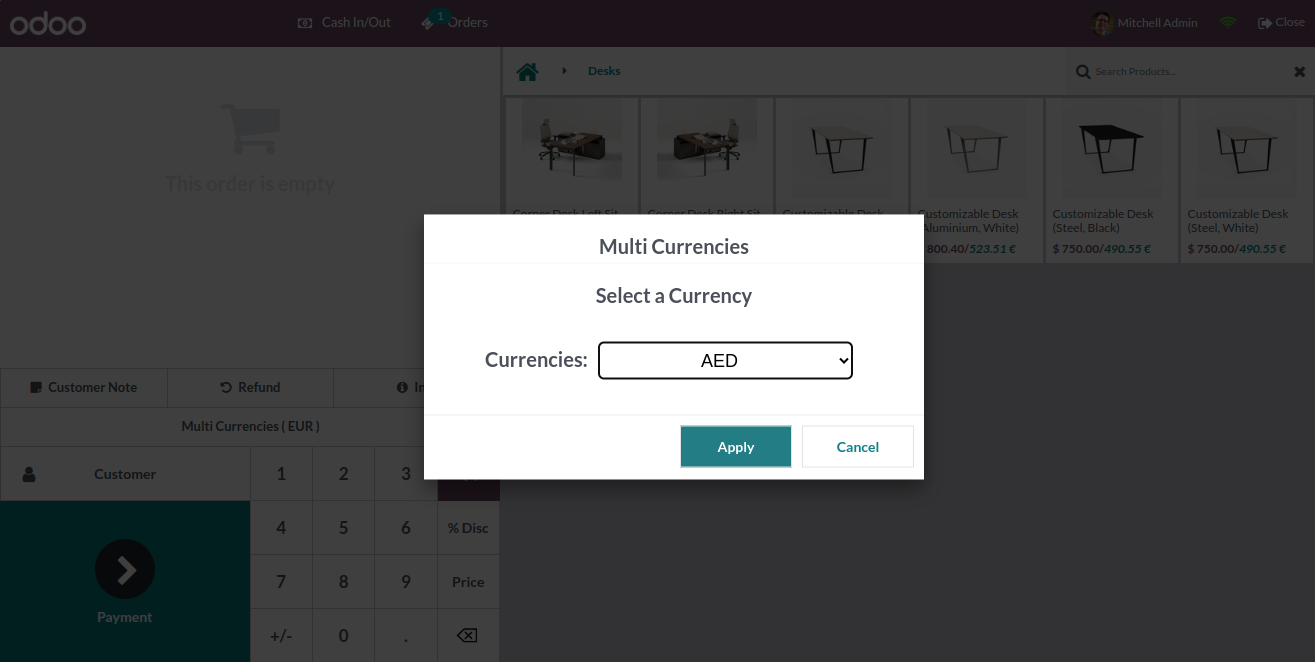 odoo
Cash In/Out
1
Orders
Mitchell Admin
Close
Desks
Search Products...
This order is empty
Corner Desk Left Sit
Corner Desk Right Sit
Customizable Desk
Customizable Desk
(Aluminium, White)
800.40/523.51 €
Customizable Desk
(Steel, Black)
$ 750.00/490.55 €
Customizable Desk
(Steel, White)
$ 750.00/490.55 €
Multi Currencies
Select a Currency
Currencies: AED
Apply
Cancel
Customer Note
Refund
Multi Currencies ( EUR )
Customer
1 2 3
4 5 6 % Disc
7 8 9 Price
+/- 0 .
Payment